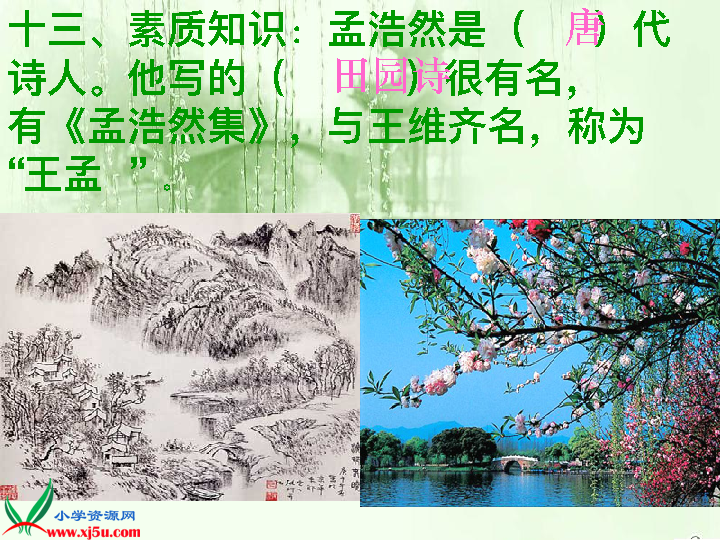 十三、素质知识：孟浩然是（ 唐）代
诗人。他写的（ 田园诗）很有名，
有《孟浩然集》，与王维齐名，称为
“王孟 ”。
小学资源网
www.xj5u.com